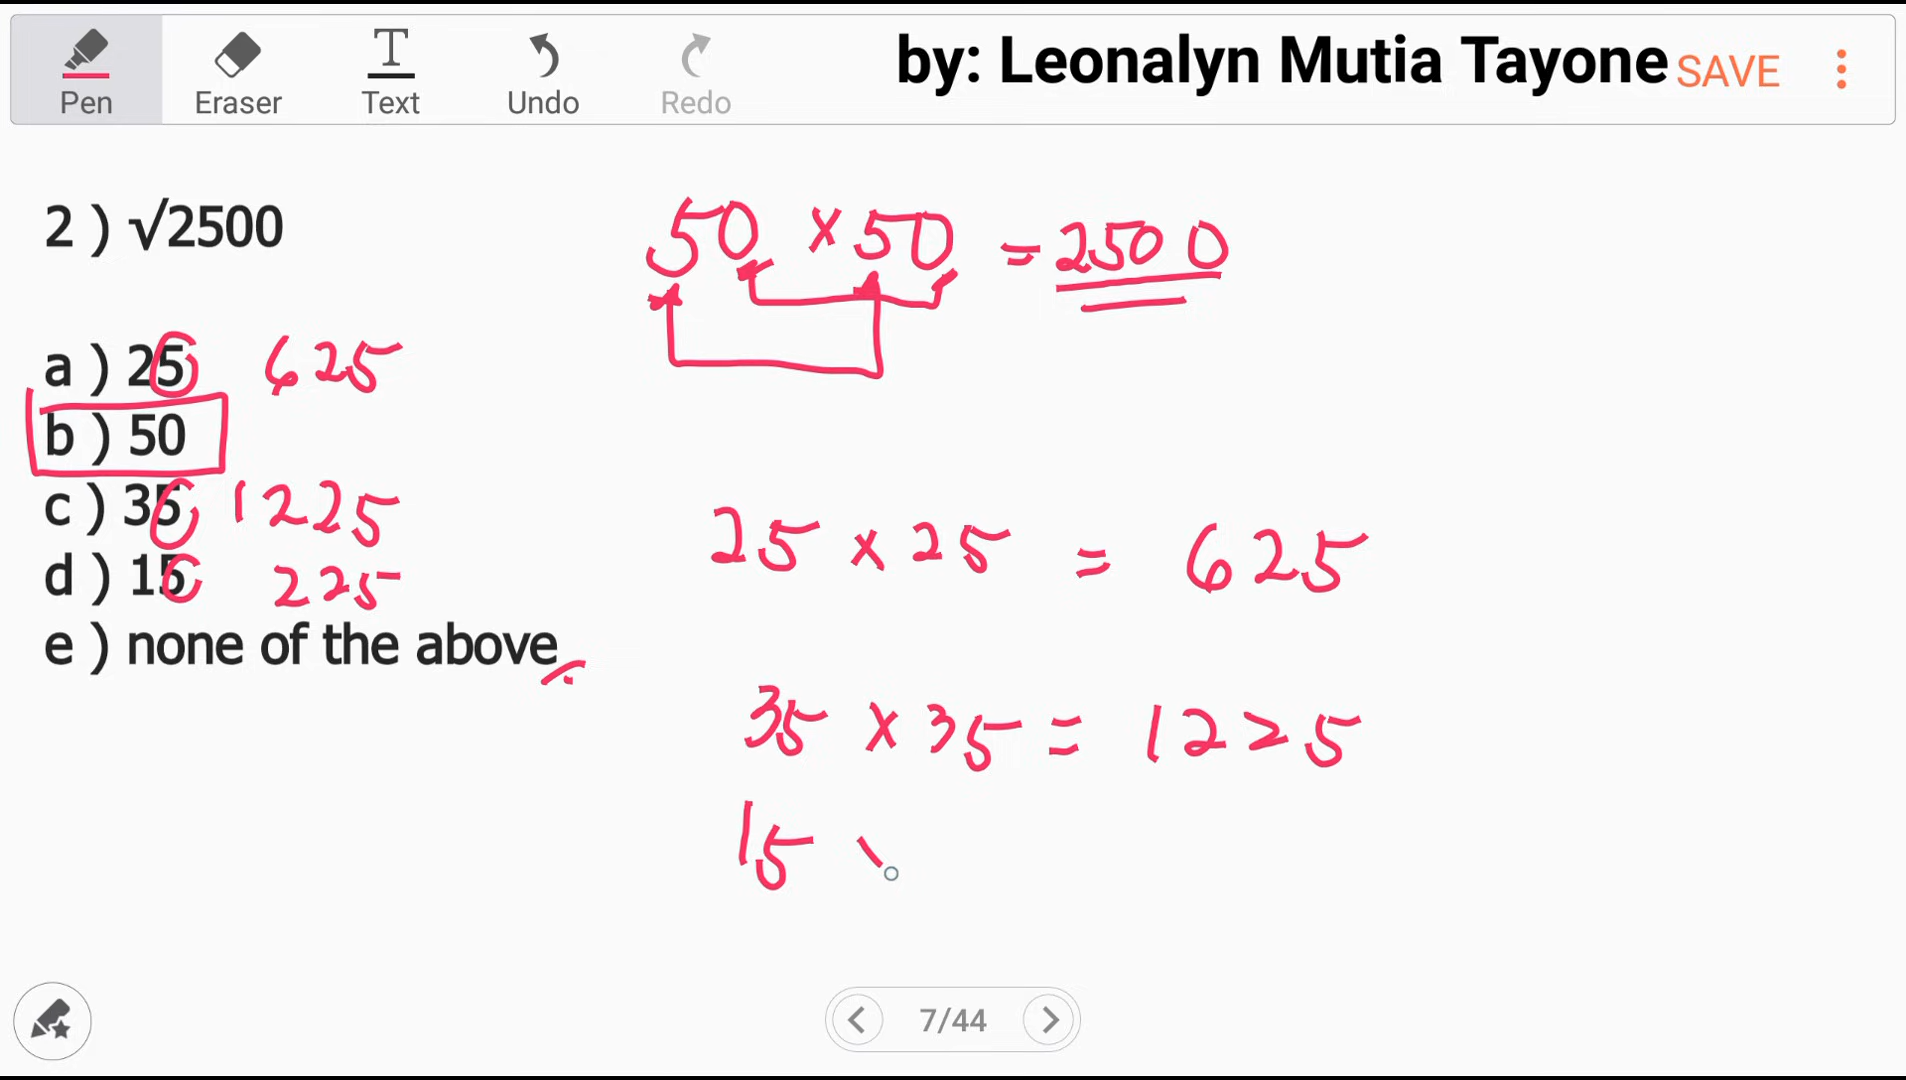 Pen Eraser Text Undo Redo by: Leonalyn Mutia Tayone SAVE
2 ) √2500
50 × 50 = 2500
a ) 25 625
b ) 50
c ) 35 1225
d ) 15 225
e ) none of the above
25 × 25 = 625
35 × 35 = 1225
15
7/44